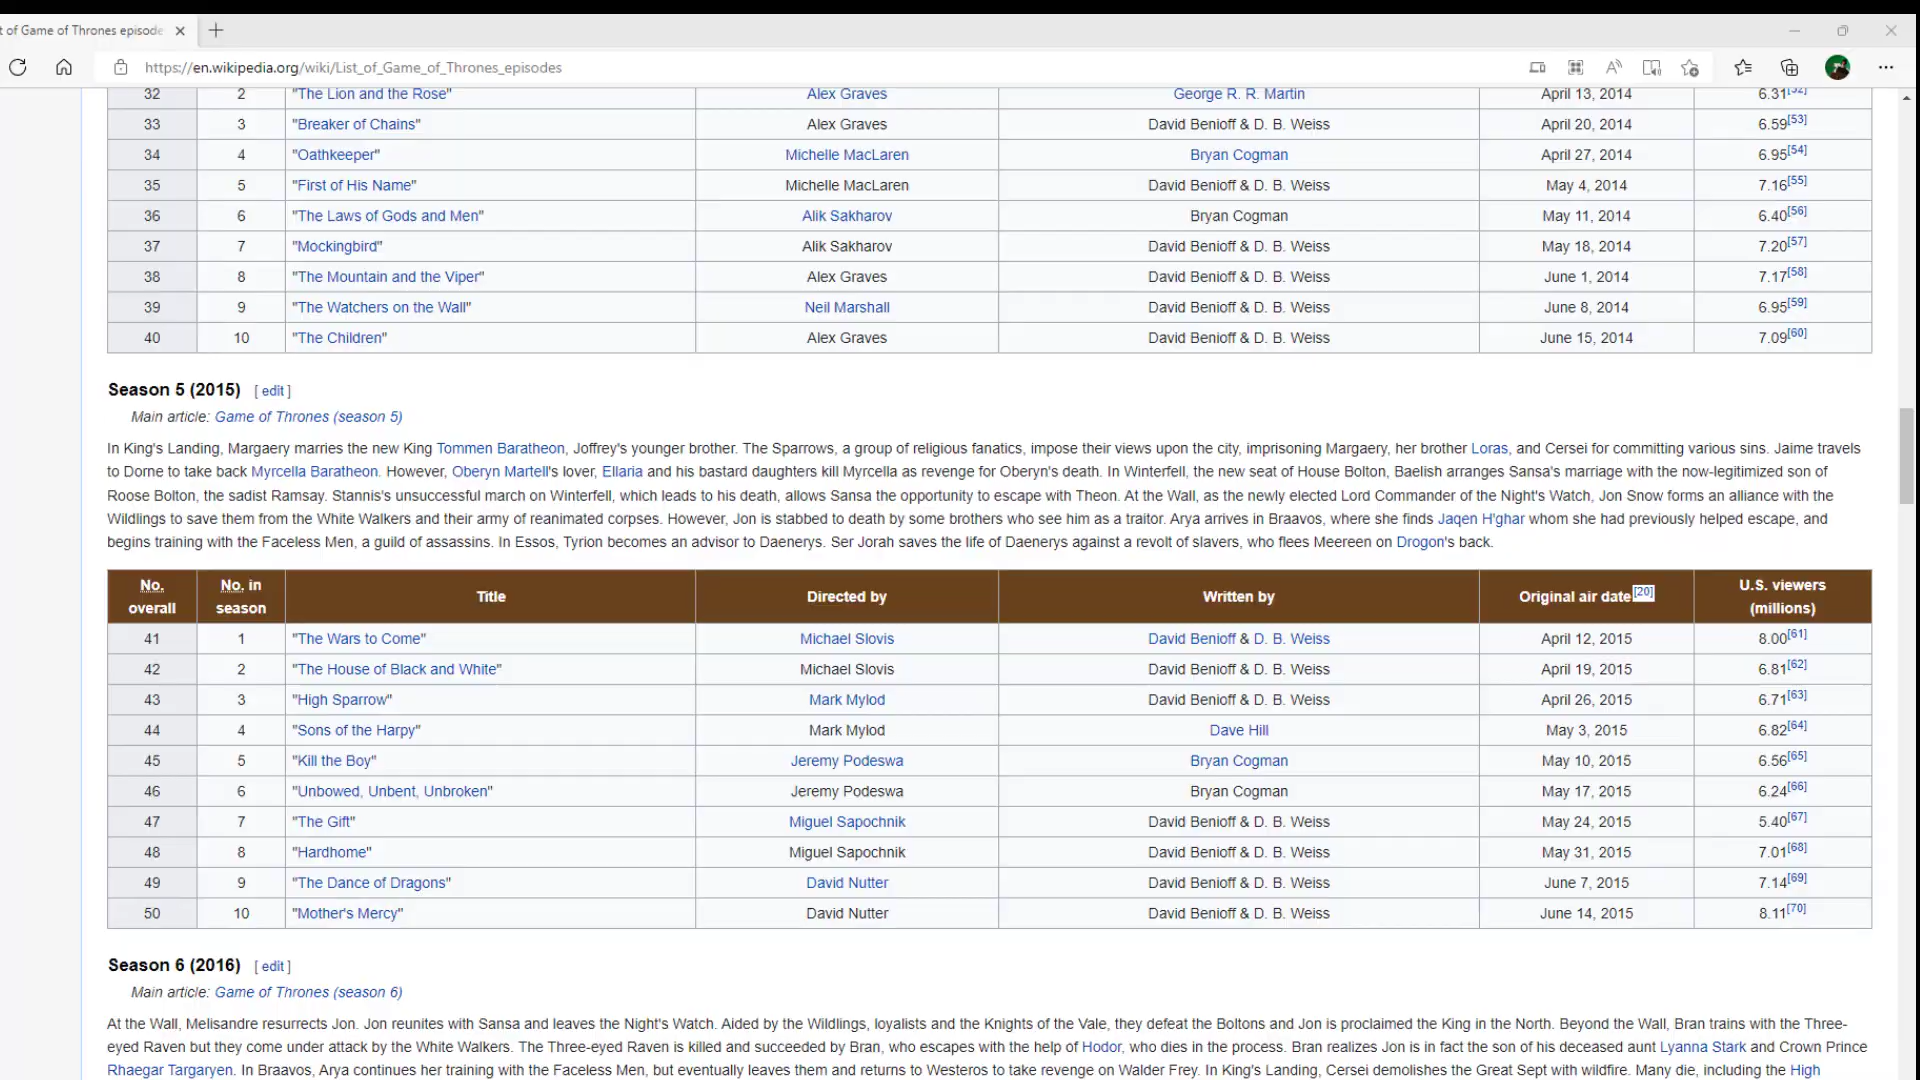 t of Game of Thrones episode
https://en.wikipedia.org/wiki/List_of_Game_of_Thrones_episodes
32 2 "The Lion and the Rose" Alex Graves George R. R. Martin April 13, 2014 6.31[52]
33 3 "Breaker of Chains" Alex Graves David Benioff & D. B. Weiss April 20, 2014 6.59[53]
34 4 "Oathkeeper" Michelle MacLaren Bryan Cogman April 27, 2014 6.95[54]
35 5 "First of His Name" Michelle MacLaren David Benioff & D. B. Weiss May 4, 2014 7.16[55]
36 6 "The Laws of Gods and Men" Alik Sakharov Bryan Cogman May 11, 2014 6.40[56]
37 7 "Mockingbird" Alik Sakharov David Benioff & D. B. Weiss May 18, 2014 7.20[57]
38 8 "The Mountain and the Viper" Alex Graves David Benioff & D. B. Weiss June 1, 2014 7.17[58]
39 9 "The Watchers on the Wall" Neil Marshall David Benioff & D. B. Weiss June 8, 2014 6.95[59]
40 10 "The Children" Alex Graves David Benioff & D. B. Weiss June 15, 2014 7.09[60]
Season 5 (2015) [ edit ]
Main article: Game of Thrones (season 5)
In King's Landing, Margaery marries the new King Tommen Baratheon, Joffrey's younger brother. The Sparrows, a group of religious fanatics, impose their views upon the city, imprisoning Margaery, her brother Loras, and Cersei for committing various sins. Jaime travels
to Dorne to take back Myrcella Baratheon. However, Oberyn Martell's lover, Ellaria and his bastard daughters kill Myrcella as revenge for Oberyn's death. In Winterfell, the new seat of House Bolton, Baelish arranges Sansa's marriage with the now-legitimized son of
Roose Bolton, the sadist Ramsay. Stannis's unsuccessful march on Winterfell, which leads to his death, allows Sansa the opportunity to escape with Theon. At the Wall, as the newly elected Lord Commander of the Night's Watch, Jon Snow forms an alliance with the
Wildlings to save them from the White Walkers and their army of reanimated corpses. However, Jon is stabbed to death by some brothers who see him as a traitor. Arya arrives in Braavos, where she finds Jaqen H'ghar whom she had previously helped escape, and
begins training with the Faceless Men, a guild of assassins. In Essos, Tyrion becomes an advisor to Daenerys. Ser Jorah saves the life of Daenerys against a revolt of slavers, who flees Meereen on Drogon's back.
No. overall No. in season Title Directed by Written by Original air date[20] U.S. viewers (millions)
41 1 "The Wars to Come" Michael Slovis David Benioff & D. B. Weiss April 12, 2015 8.00[61]
42 2 "The House of Black and White" Michael Slovis David Benioff & D. B. Weiss April 19, 2015 6.81[62]
43 3 "High Sparrow" Mark Mylod David Benioff & D. B. Weiss April 26, 2015 6.71[63]
44 4 "Sons of the Harpy" Mark Mylod Dave Hill May 3, 2015 6.82[64]
45 5 "Kill the Boy" Jeremy Podeswa Bryan Cogman May 10, 2015 6.56[65]
46 6 "Unbowed, Unbent, Unbroken" Jeremy Podeswa Bryan Cogman May 17, 2015 6.24[66]
47 7 "The Gift" Miguel Sapochnik David Benioff & D. B. Weiss May 24, 2015 5.40[67]
48 8 "Hardhome" Miguel Sapochnik David Benioff & D. B. Weiss May 31, 2015 7.01[68]
49 9 "The Dance of Dragons" David Nutter David Benioff & D. B. Weiss June 7, 2015 7.14[69]
50 10 "Mother's Mercy" David Nutter David Benioff & D. B. Weiss June 14, 2015 8.11[70]
Season 6 (2016) [ edit ]
Main article: Game of Thrones (season 6)
At the Wall, Melisandre resurrects Jon. Jon reunites with Sansa and leaves the Night's Watch. Aided by the Wildlings, loyalists and the Knights of the Vale, they defeat the Boltons and Jon is proclaimed the King in the North. Beyond the Wall, Bran trains with the Three-
eyed Raven but they come under attack by the White Walkers. The Three-eyed Raven is killed and succeeded by Bran, who escapes with the help of Hodor, who dies in the process. Bran realizes Jon is in fact the son of his deceased aunt Lyanna Stark and Crown Prince
Rhaegar Targaryen. In Braavos, Arya continues her training with the Faceless Men, but eventually leaves them and returns to Westeros to take revenge on Walder Frey. In King's Landing, Cersei demolishes the Great Sept with wildfire. Many die, including the High